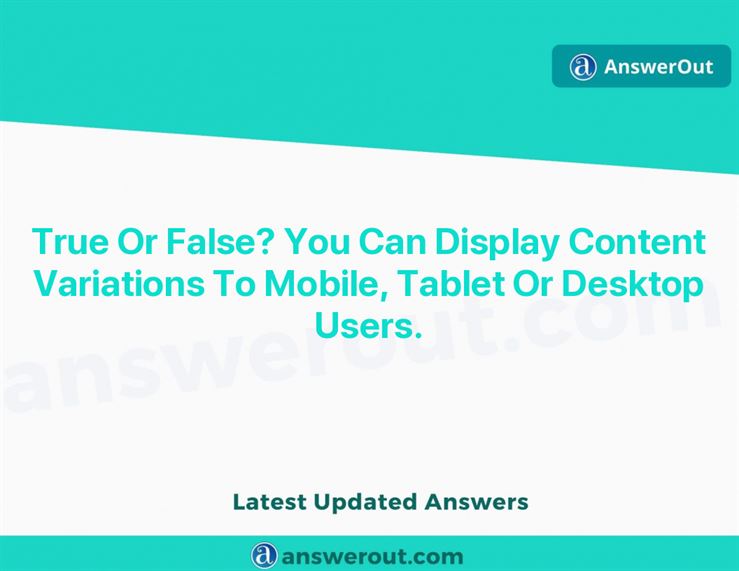 AnswerOut
True Or False? You Can Display Content
Variations To Mobile, Tablet Or Desktop
Users.
answerout.com
Latest Updated Answers
answerout.com